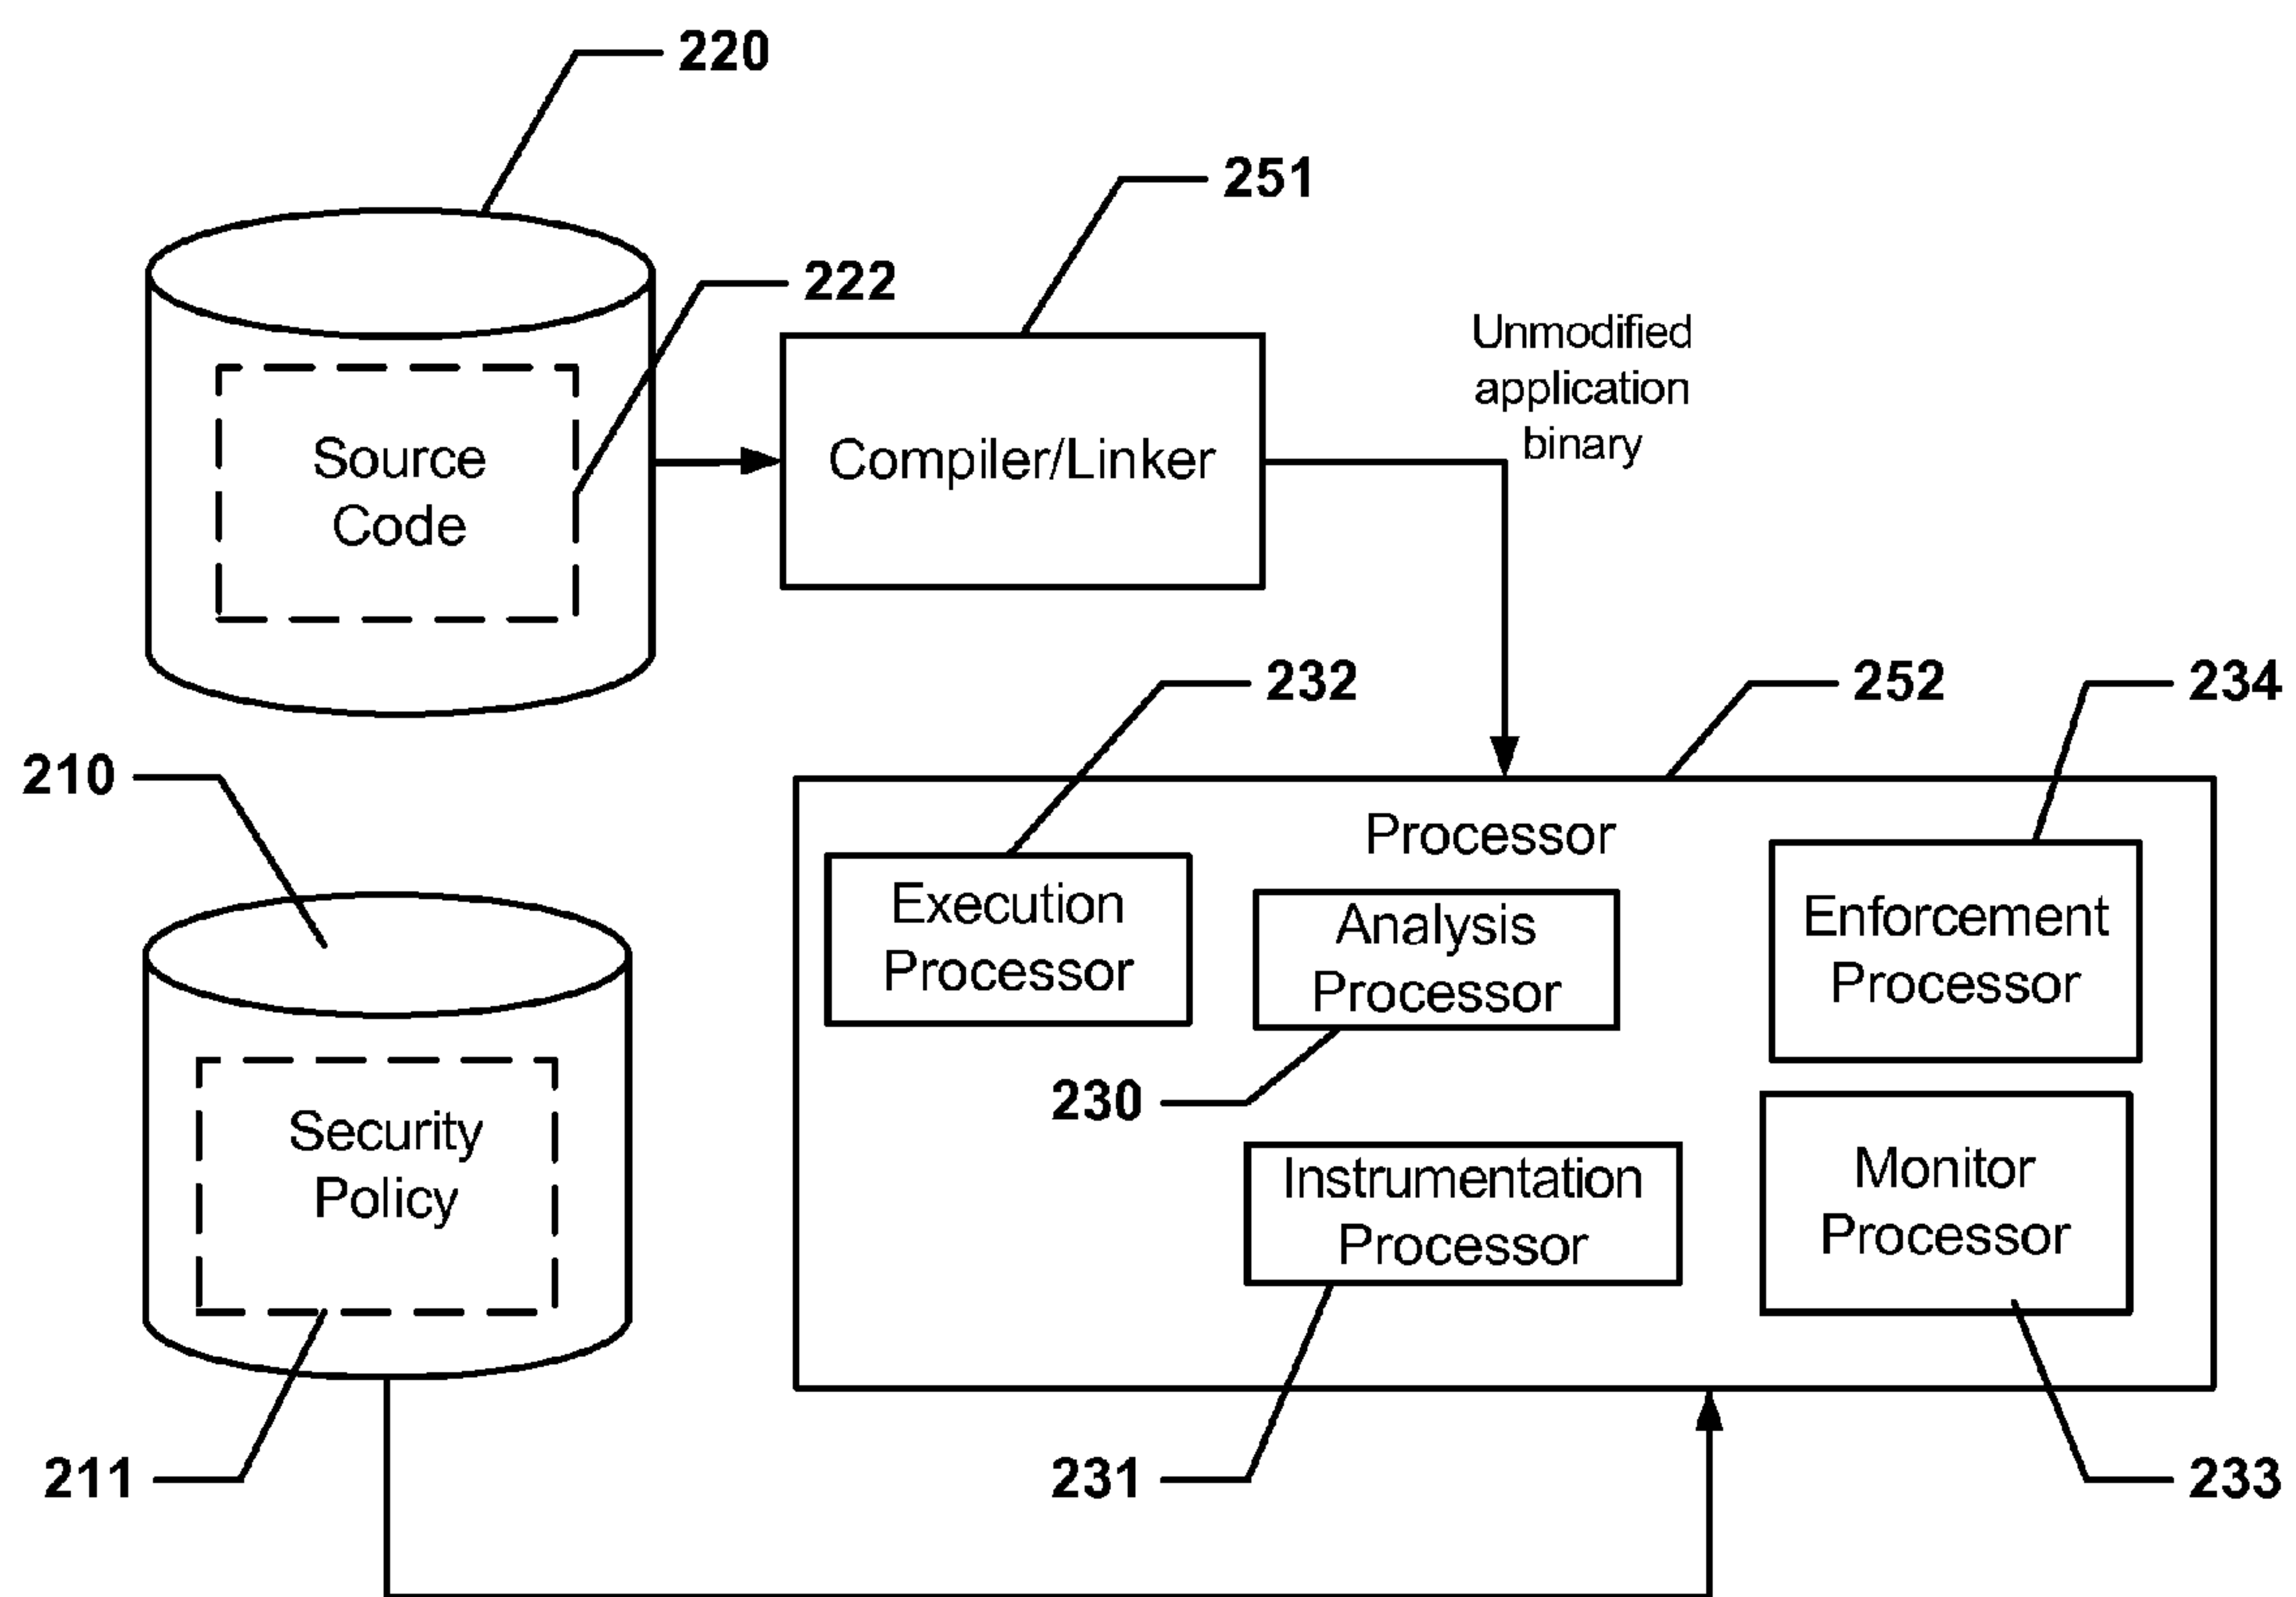 220
251
222
Unmodified
application
binary
Source
Code
Compiler/Linker
232
252
234
210
Processor
Execution
Processor
Analysis
Processor
Enforcement
Processor
230
Security
Policy
Instrumentation
Processor
Monitor
Processor
211
231
233